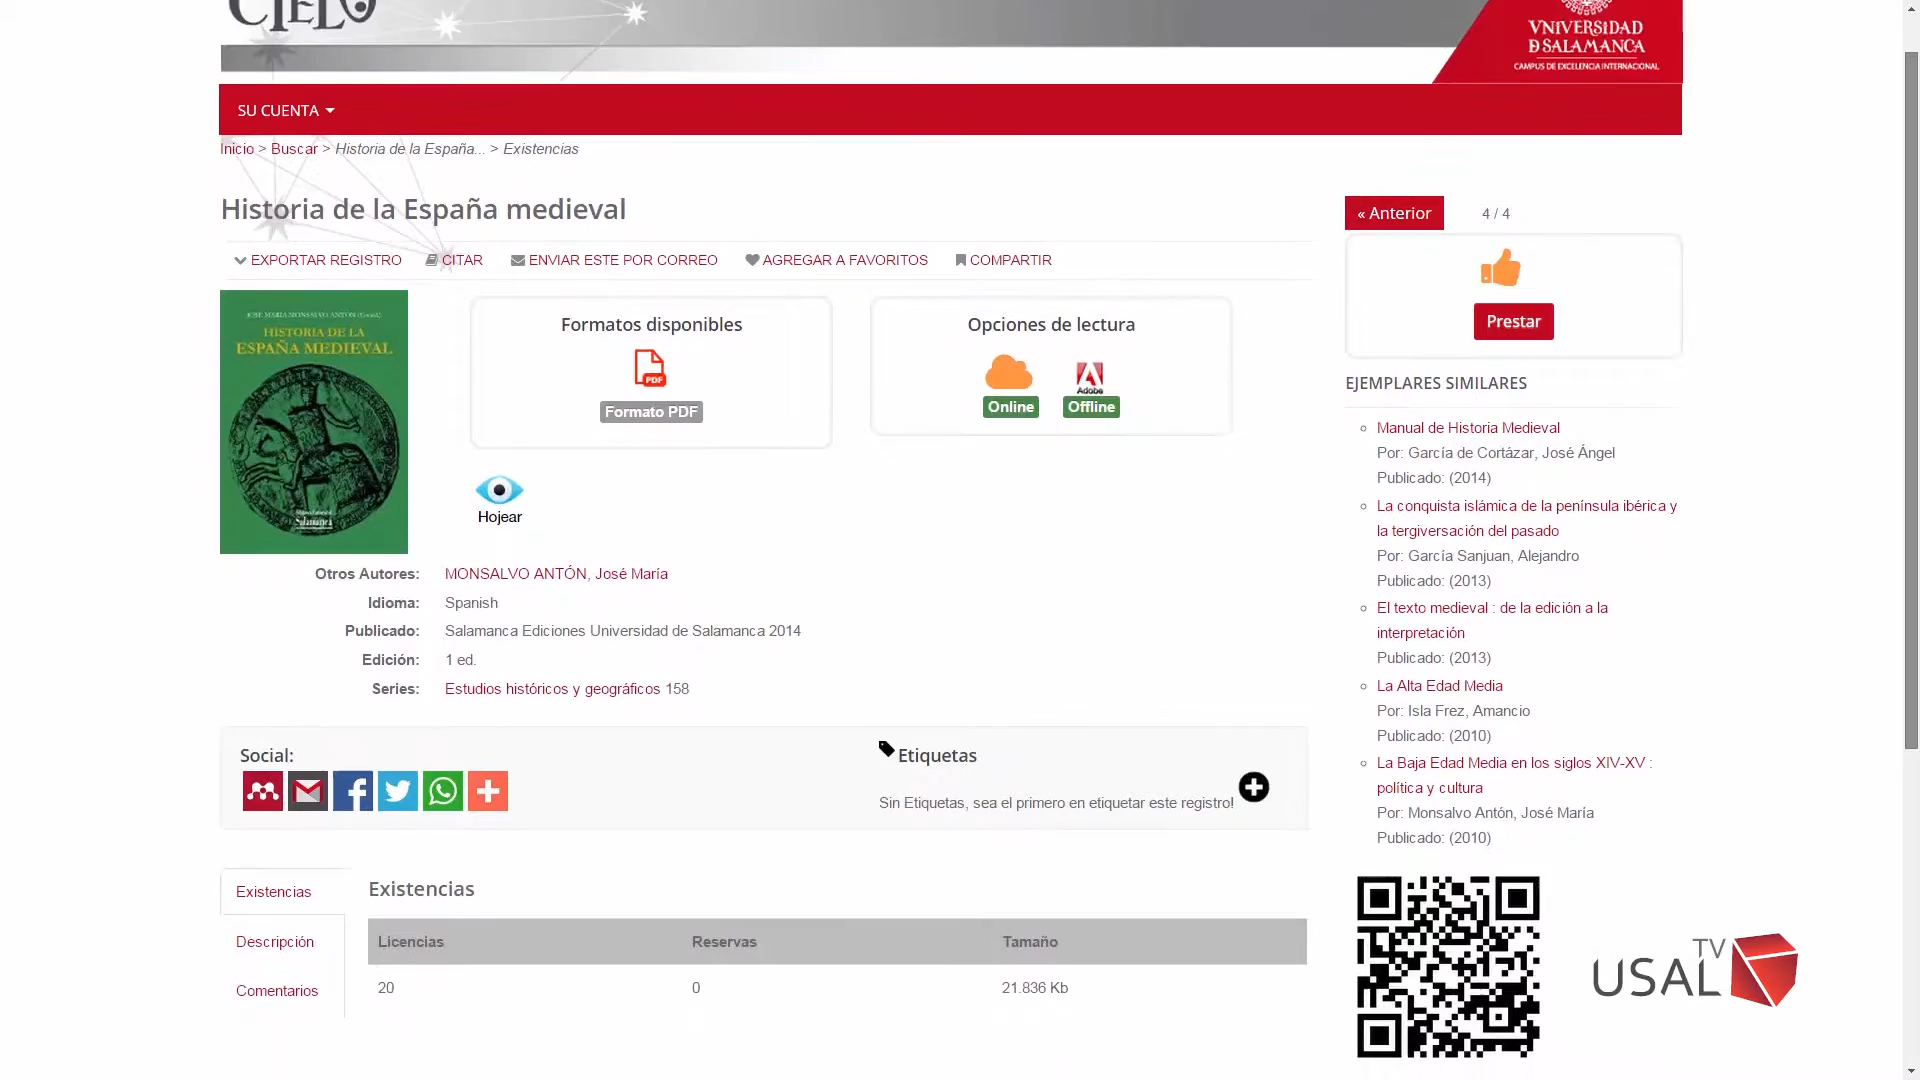 CIELO
VNIVERSIDAD
D SALAMANCA
CAMPUS DE EXCELENCIA INTERNACIONAL
SU CUENTA
Inicio > Buscar > Historia de la España... > Existencias
Historia de la España medieval
EXPORTAR REGISTRO CITAR ENVIAR ESTE POR CORREO AGREGAR A FAVORITOS COMPARTIR
JOSÉ MARÍA MONSALVO ANTÓN (Coord.)
HISTORIA DE LA
ESPAÑA MEDIEVAL
Salamanca
Formatos disponibles
PDF
Formato PDF
Opciones de lectura
Adobe
Online Offline
Hojear
Otros Autores: MONSALVO ANTÓN, José María
Idioma: Spanish
Publicado: Salamanca Ediciones Universidad de Salamanca 2014
Edición: 1 ed.
Series: Estudios históricos y geográficos 158
Social:
Etiquetas
Sin Etiquetas, sea el primero en etiquetar este registro!
Existencias
Descripción
Comentarios
Existencias
Licencias Reservas Tamaño
20 0 21.836 Kb
« Anterior 4 / 4
Prestar
EJEMPLARES SIMILARES
Manual de Historia Medieval
Por: García de Cortázar, José Ángel
Publicado: (2014)
La conquista islámica de la península ibérica y
la tergiversación del pasado
Por: García Sanjuan, Alejandro
Publicado: (2013)
El texto medieval : de la edición a la
interpretación
Publicado: (2013)
La Alta Edad Media
Por: Isla Frez, Amancio
Publicado: (2010)
La Baja Edad Media en los siglos XIV-XV :
política y cultura
Por: Monsalvo Antón, José María
Publicado: (2010)
USAL TV